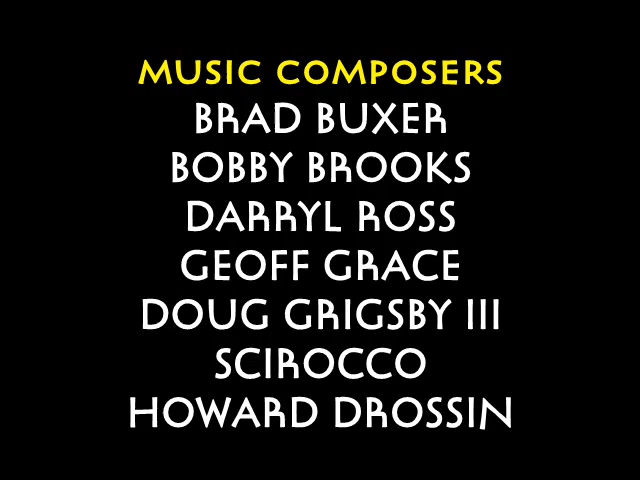 MUSIC COMPOSERS
BRAD BUXER
BOBBY BROOKS
DARRYL ROSS
GEOFF GRACE
DOUG GRIGSBY III
SCIROCCO
HOWARD DROSSIN